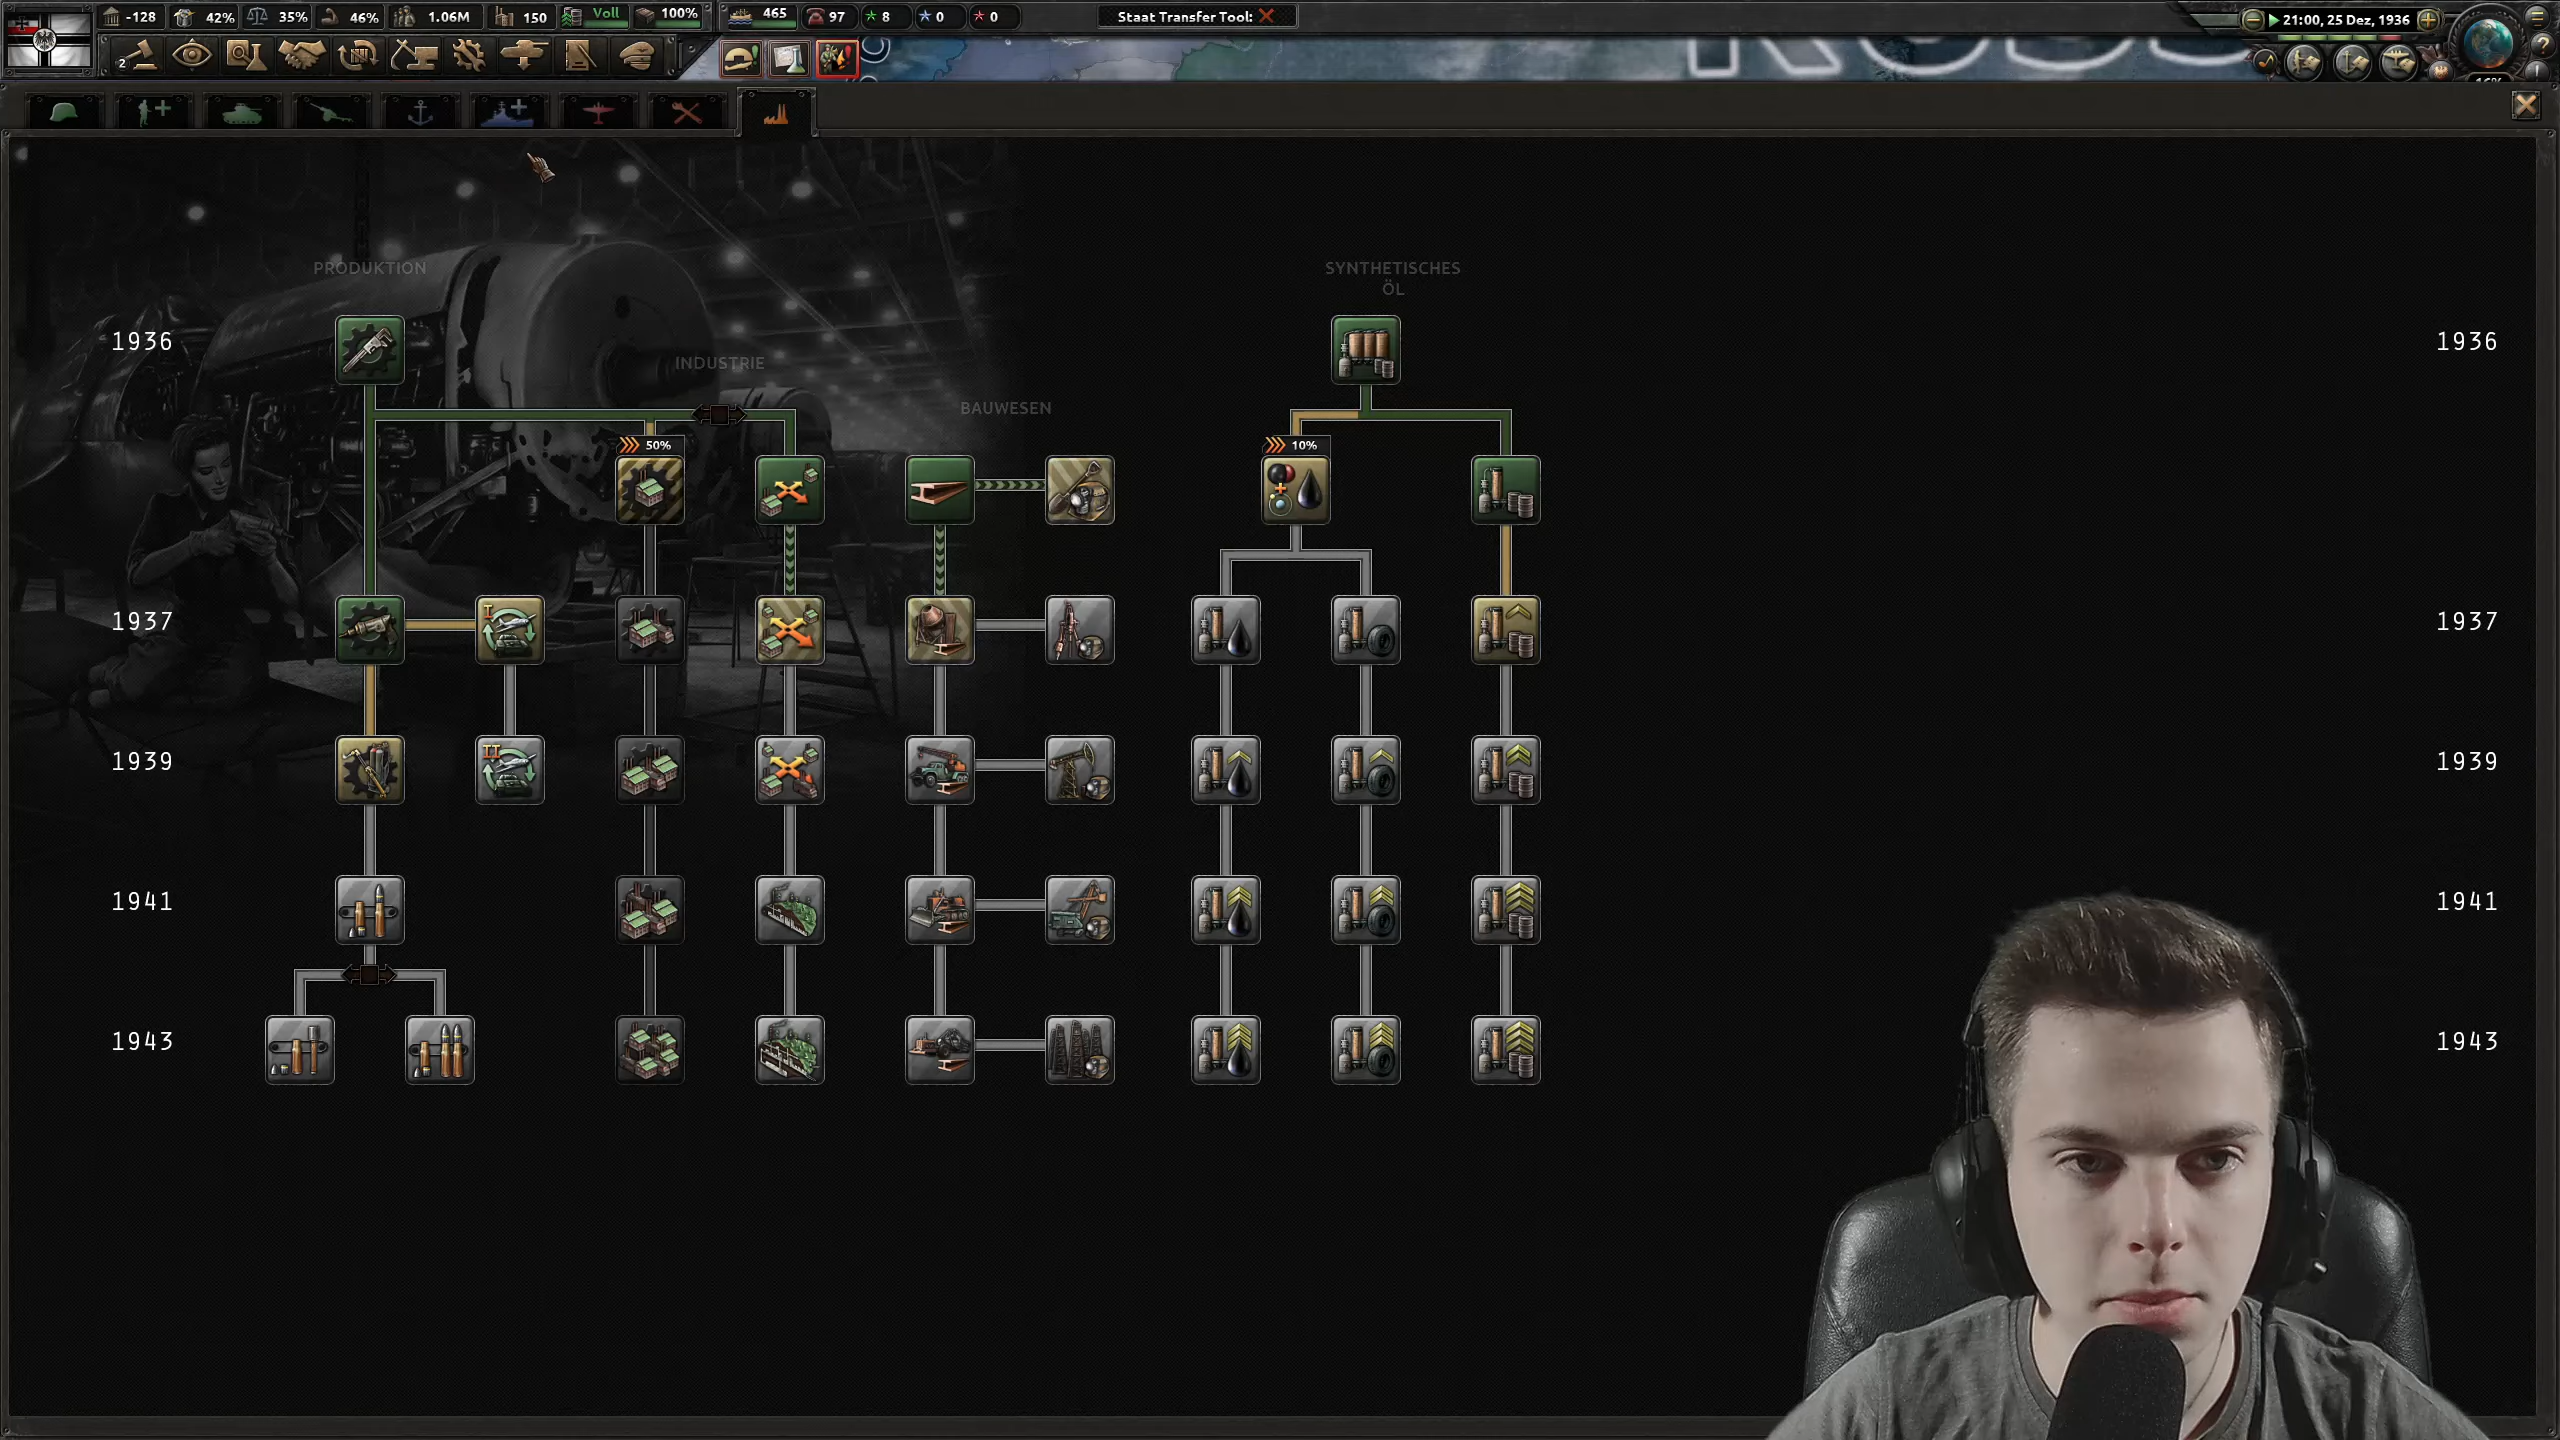 -128 42% 35% 46% 1.06M 150 Voll 100% 465 97 8 0 0 Staat Transfer Tool: 21:00, 25 Dez, 1936
2
PRODUKTION
SYNTHETISCHES
ÖL
1936
1936
INDUSTRIE
BAUWESEN
50%
10%
1937
I
1937
1939
II
1939
1941
1941
1943
1943